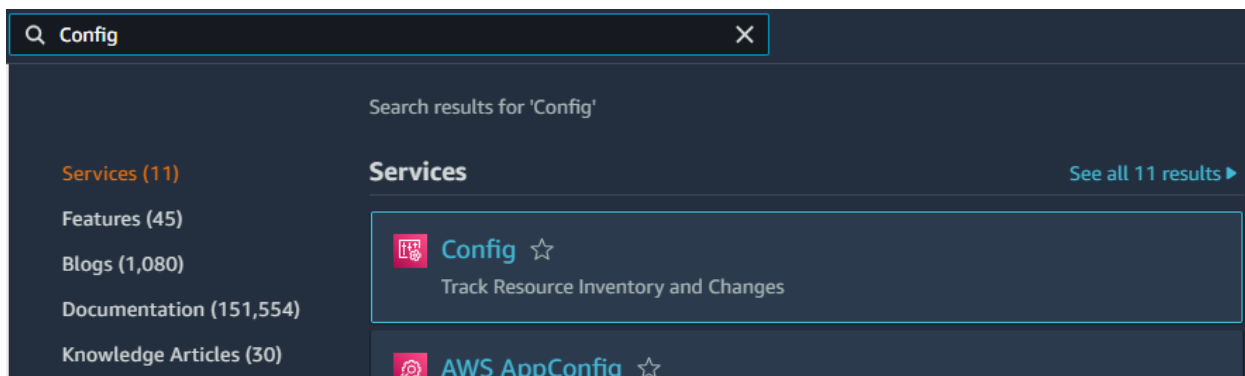 Config
Search results for 'Config'
Services (11)
Features (45)
Blogs (1,080)
Documentation (151,554)
Knowledge Articles (30)
Services
See all 11 results
Config
Track Resource Inventory and Changes
AWS AppConfig